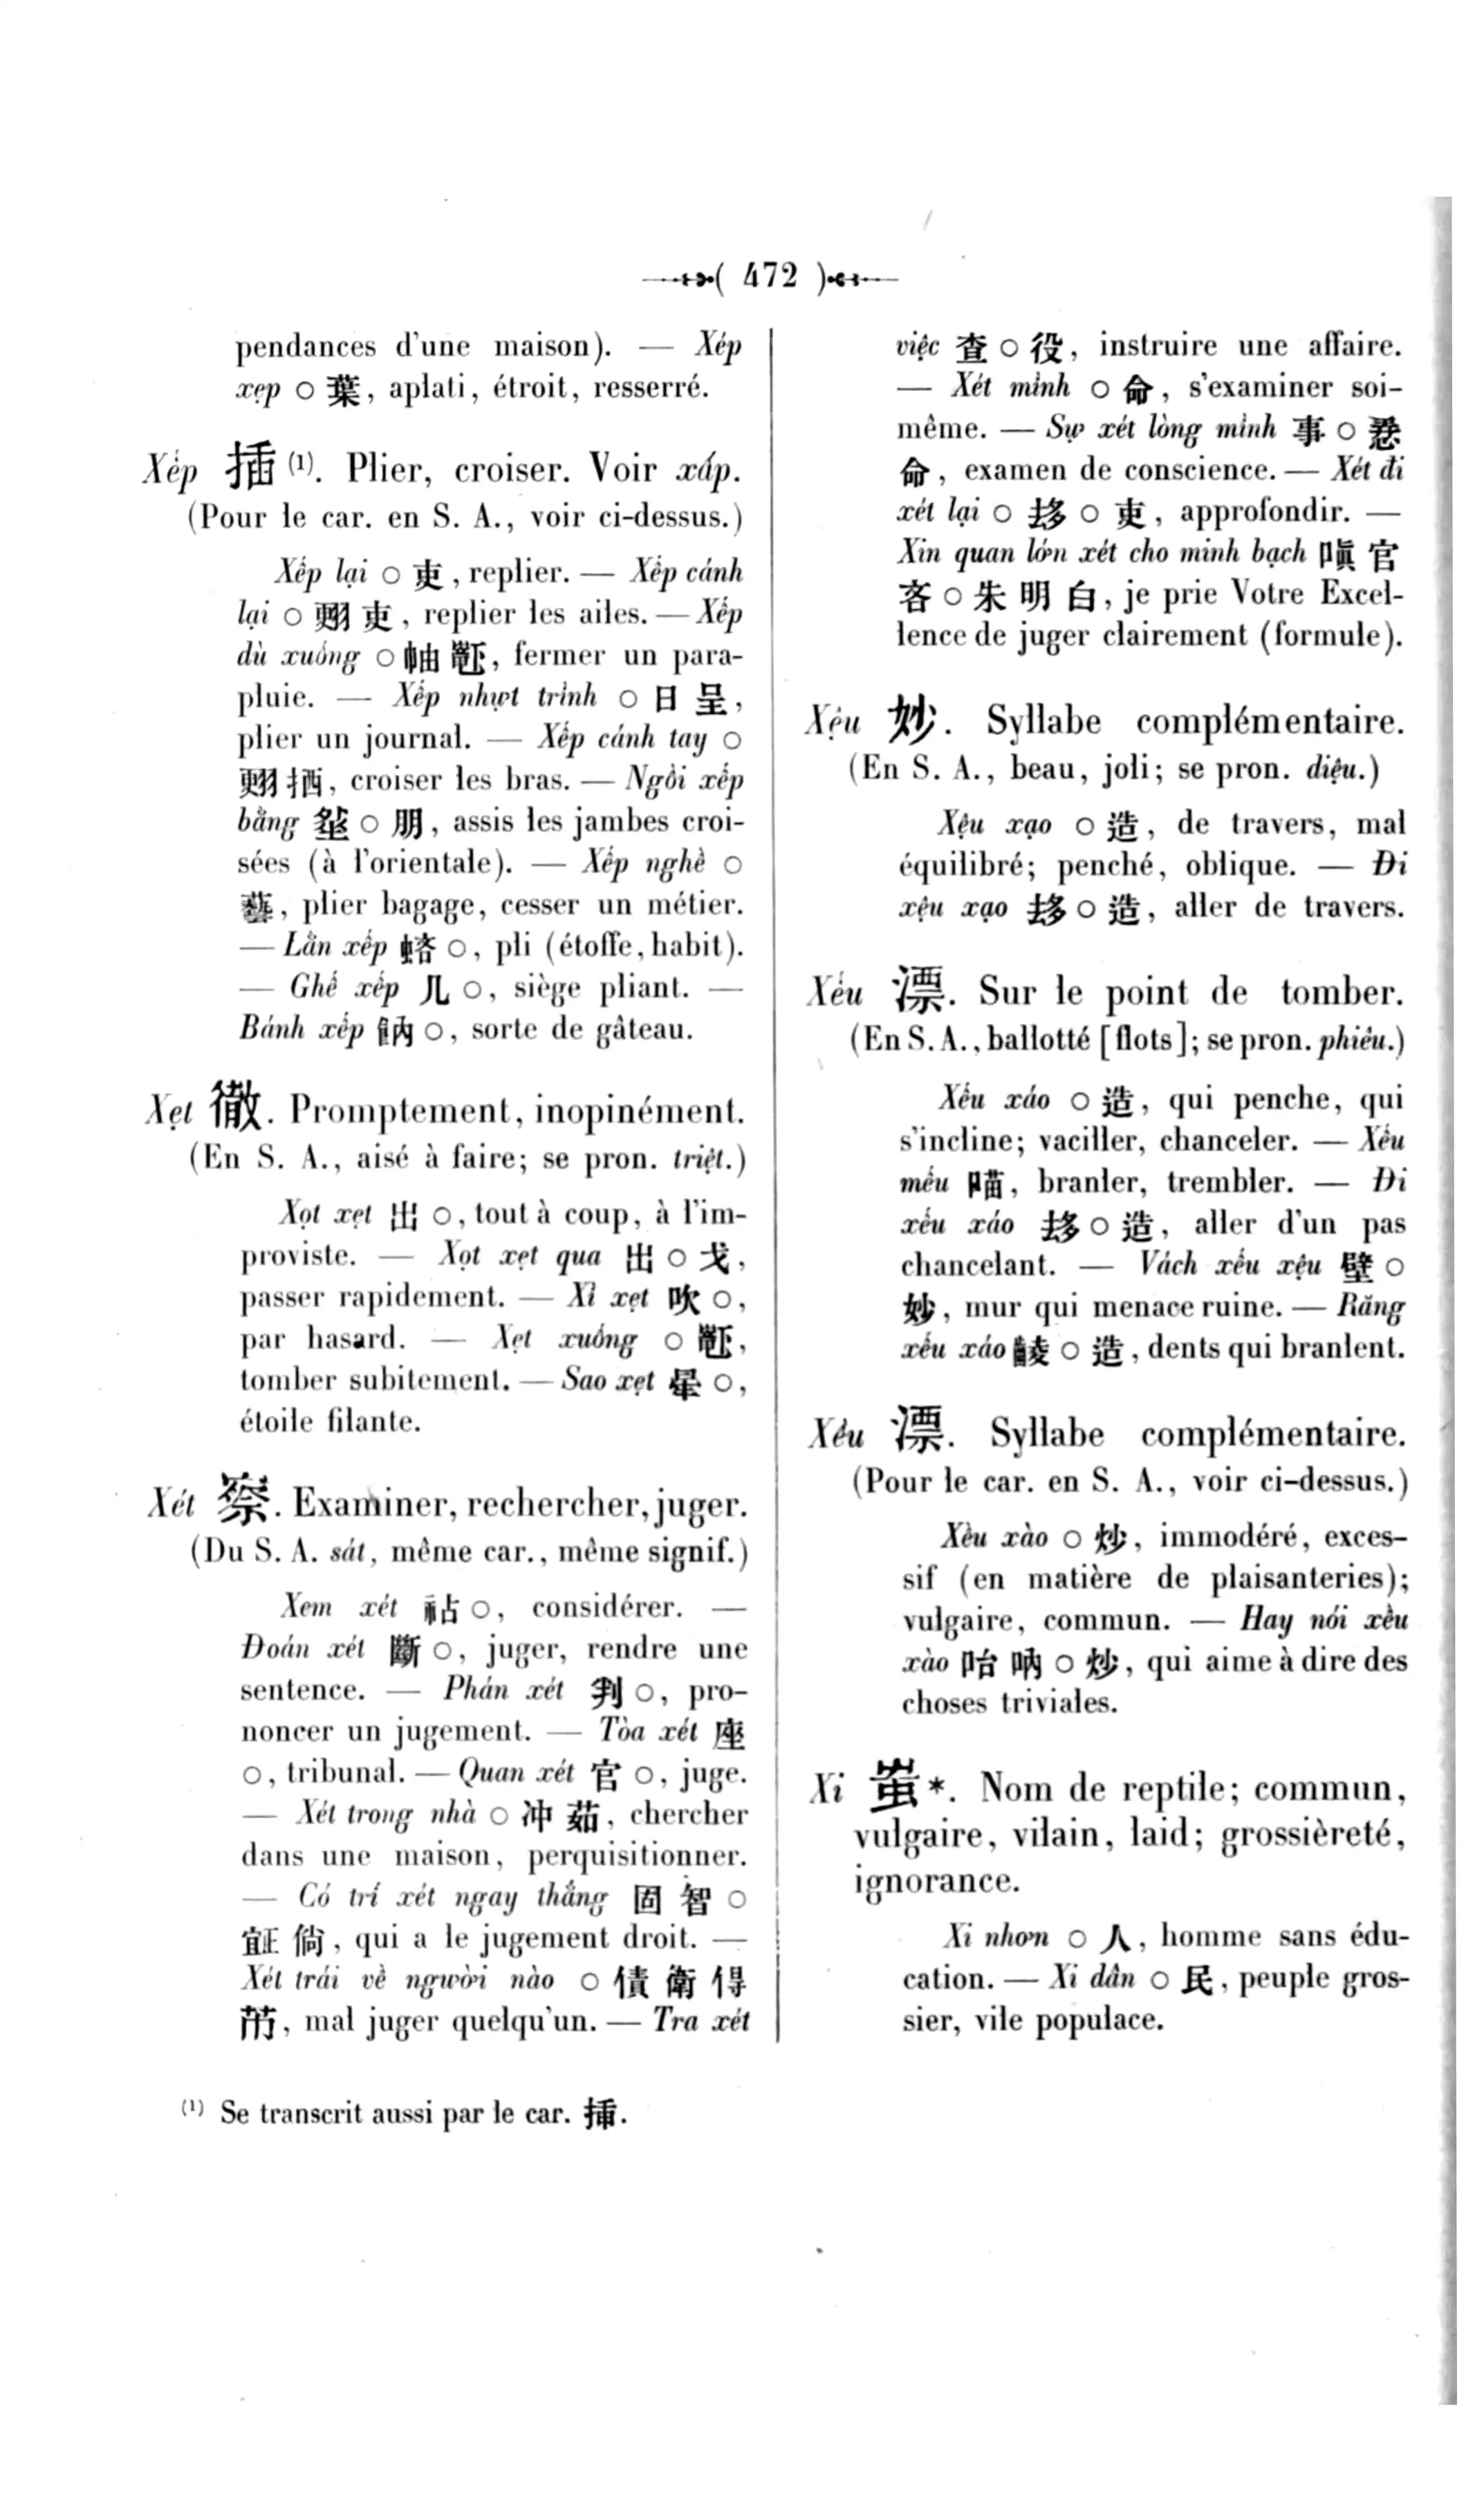 ( 472 )
pendances d'une maison). — Xép
xẹp ○ 葉, aplati, étroit, resserré.
Xếp 插 (1). Plier, croiser. Voir xáp.
(Pour le car. en S. A., voir ci-dessus.)
Xếp lại ○ 吏, replier. — Xếp cánh
lại ○ 翄 吏, replier les ailes. — Xếp
dù xuống ○, fermer un para-
pluie. — Xếp nhựt trình ○ 日 呈,
plier un journal. — Xếp cánh tay ○
croiser les bras. — Ngồi xếp
bằng ○ 朋, assis les jambes croi-
sées (à l'orientale). — Xếp nghề ○
藝, plier bagage, cesser un métier.
— Lằn xếp ○, pli (étoffe, habit).
— Ghế xếp 几 ○, siège pliant. —
Bánh xếp ○, sorte de gâteau.
Xẹt 徹. Promptement, inopinément.
(En S. A., aisé à faire; se pron. triệt.)
Xọt xẹt 出 ○, tout à coup, à l'im-
proviste. — Xọt xẹt qua 出 ○ 戈,
passer rapidement. — Xì xẹt 吹 ○,
par hasard. — Xẹt xuống ○,
tomber subitement. — Sao xẹt ○,
étoile filante.
Xét 察. Examiner, rechercher, juger.
(Du S. A. sát, même car., même signif.)
Xem xét 祜 ○, considérer. —
Đoán xét 斷 ○, juger, rendre une
sentence. — Phán xét 判 ○, pro-
noncer un jugement. — Tòa xét 座
○, tribunal. — Quan xét 官 ○, juge.
— Xét trong nhà ○ 冲 茹, chercher
dans une maison, perquisitionner.
— Có trí xét ngay thẳng 固 智 ○
倘, qui a le jugement droit. —
Xét trái về người nào ○ 債 衛 得
芇, mal juger quelqu'un. — Tra xét
(1) Se transcrit aussi par le car. 揷.
việc 查 ○ 役, instruire une affaire.
— Xét mình ○ 命, s'examiner soi-
même. — Sự xét lòng mình 事 ○
命, examen de conscience. — Xét đi
xét lại ○ 𠫾 ○ 吏, approfondir. —
Xin quan lớn xét cho minh bạch 嗔 官
○ 朱 明 白, je prie Votre Excel-
lence de juger clairement (formule).
Xệu 妙. Syllabe complémentaire.
(En S. A., beau, joli; se pron. diệu.)
Xệu xạo ○ 造, de travers, mal
équilibré; penché, oblique. — Đi
xệu xạo 𠫾 ○ 造, aller de travers.
Xếu 漂. Sur le point de tomber.
(En S. A., ballotté [flots]; se pron. phiêu.)
Xếu xáo ○ 造, qui penche, qui
s'incline; vaciller, chanceler. — Xếu
mếu 喵, branler, trembler. — Đi
xếu xáo 𠫾 ○ 造, aller d'un pas
chancelant. — Vách xếu xệu 壁 ○
妙, mur qui menace ruine. — Răng
xếu xáo ○ 造, dents qui branlent.
Xều 漂. Syllabe complémentaire.
(Pour le car. en S. A., voir ci-dessus.)
Xều xào ○ 炒, immodéré, exces-
sif (en matière de plaisanteries);
vulgaire, commun. — Hay nói xều
xào 咍 吶 ○ 炒, qui aime à dire des
choses triviales.
Xi 蚩 *. Nom de reptile; commun,
vulgaire, vilain, laid; grossièreté,
ignorance.
Xi nhơn ○ 人, homme sans édu-
cation. — Xi dân ○ 民, peuple gros-
sier, vile populace.